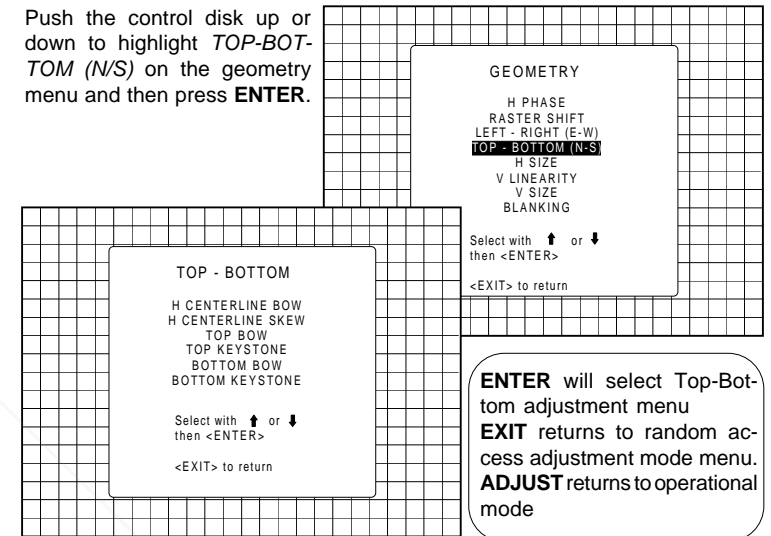 Push the control disk up or
down to highlight TOP-BOT-
TOM (N/S) on the geometry
menu and then press ENTER.
GEOMETRY
H PHASE
RASTER SHIFT
LEFT - RIGHT (E-W)
TOP - BOTTOM (N-S)
H SIZE
V LINEARITY
V SIZE
BLANKING
Select with ⬆ or ⬇
then <ENTER>
<EXIT> to return
TOP - BOTTOM
H CENTERLINE BOW
H CENTERLINE SKEW
TOP BOW
TOP KEYSTONE
BOTTOM BOW
BOTTOM KEYSTONE
Select with ⬆ or ⬇
then <ENTER>
<EXIT> to return
ENTER will select Top-Bot-
tom adjustment menu
EXIT returns to random ac-
cess adjustment mode menu.
ADJUST returns to operational
mode